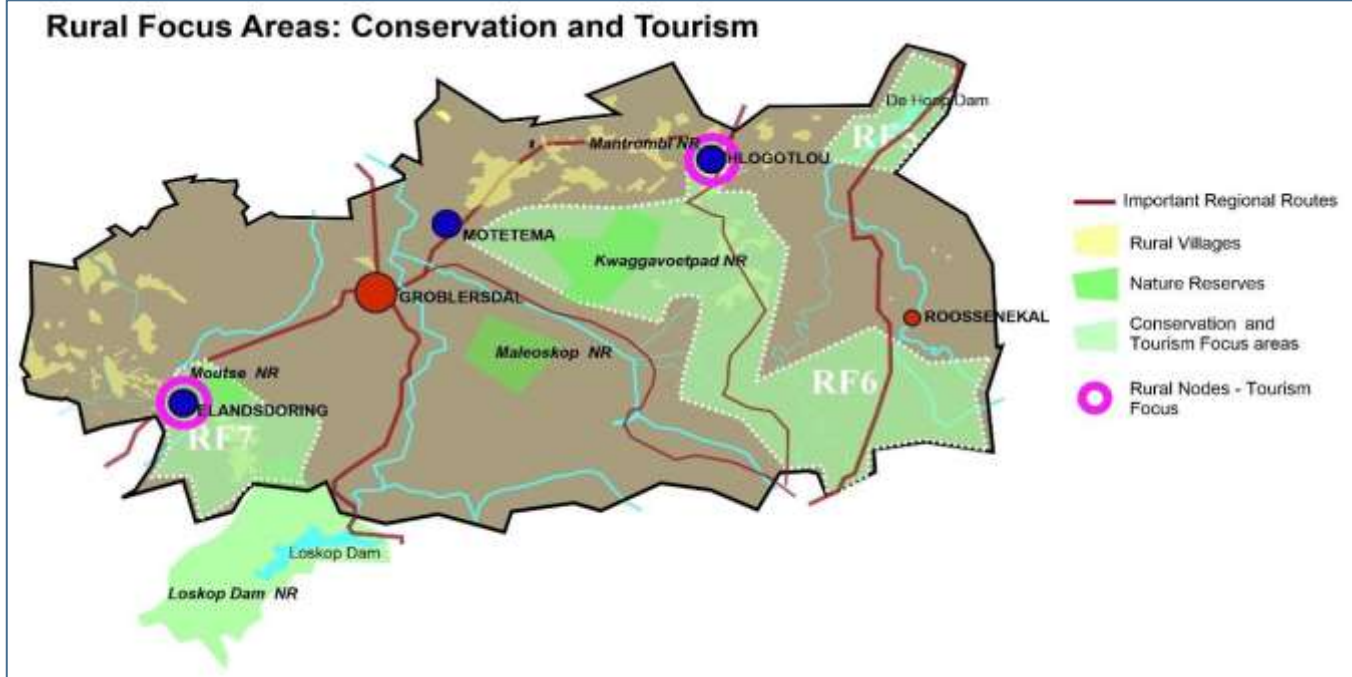 Rural Focus Areas: Conservation and Tourism
De Hoop Dam
RF5
Mantrombi NR
HLOGOTLOU
MOTETEMA
Kwaggavoetpad NR
GROBLERSDAL
ROOSSENEKAL
Maleoskop NR
Moutse NR
RF6
ELANDSDORING
RF7
Loskop Dam
Loskop Dam NR
Important Regional Routes
Rural Villages
Nature Reserves
Conservation and
Tourism Focus areas
Rural Nodes - Tourism
Focus